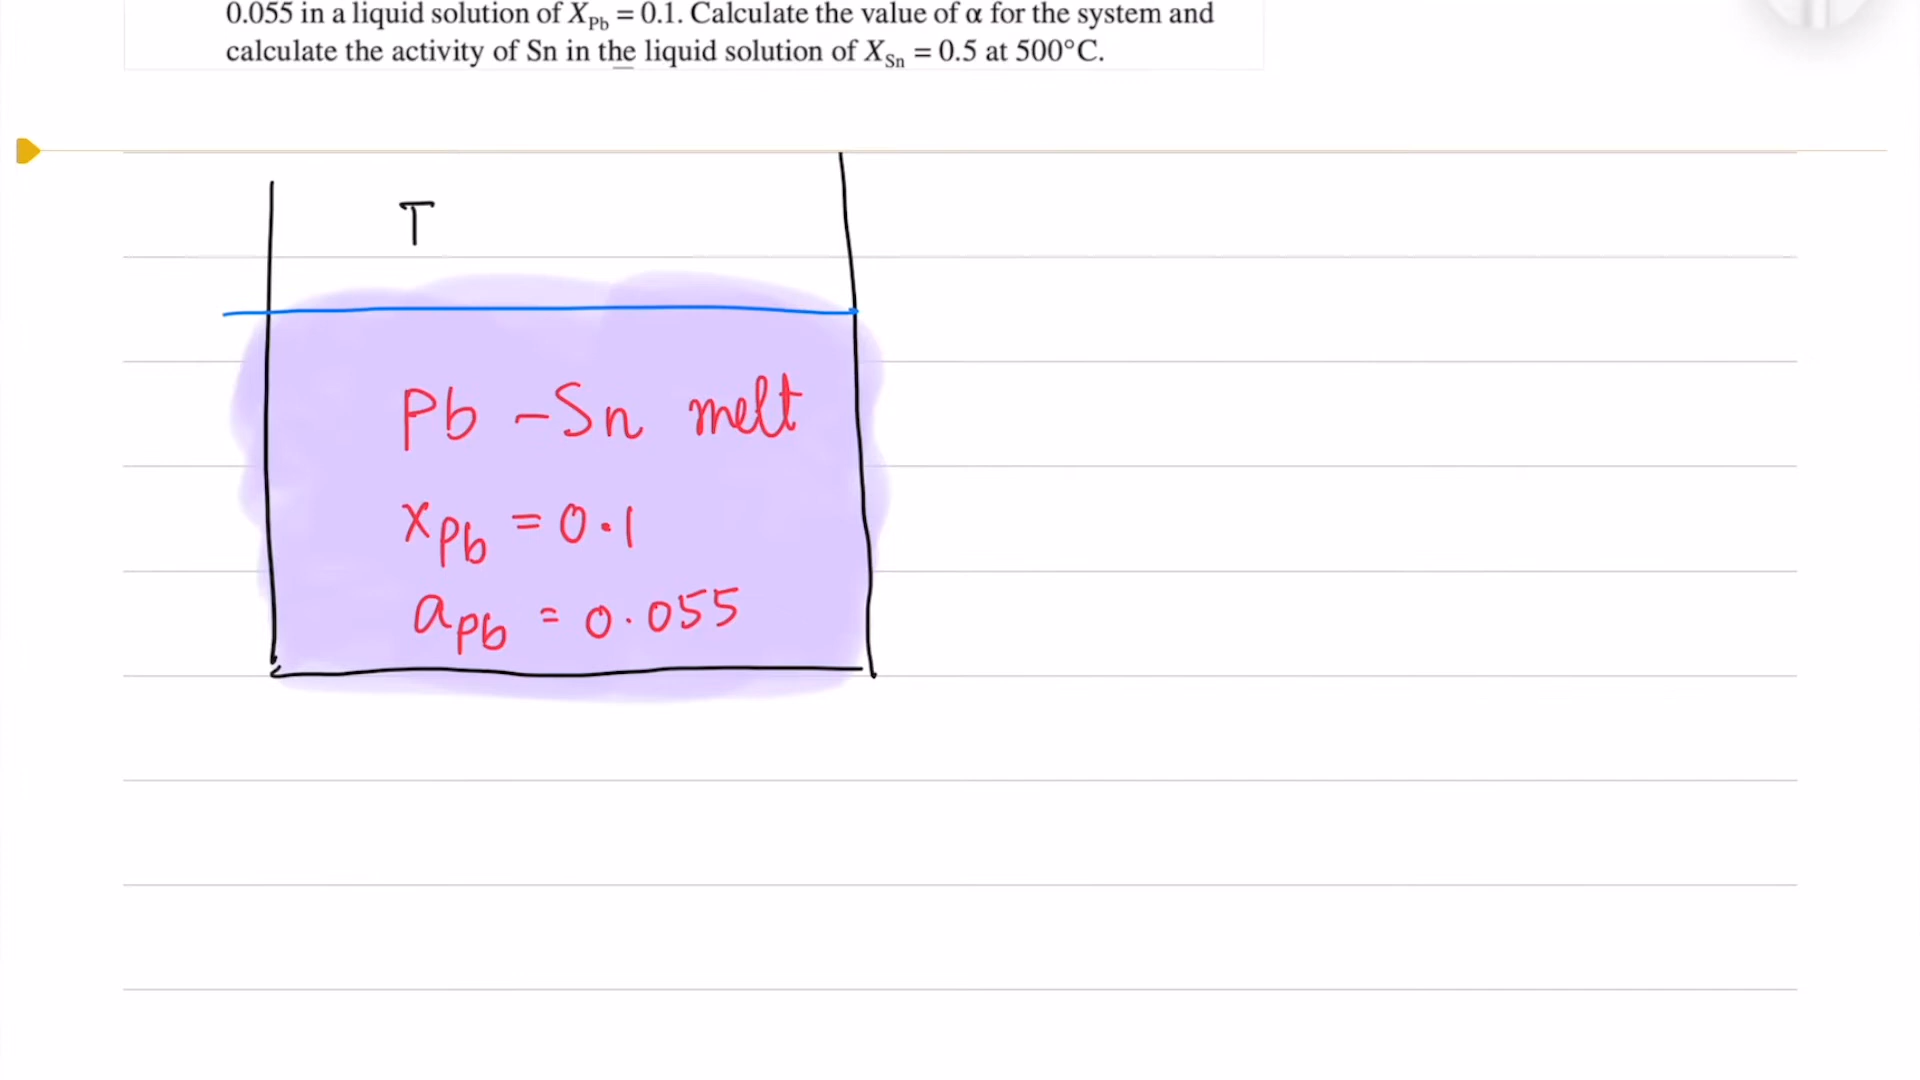 0.055 in a liquid solution of X_Pb = 0.1. Calculate the value of α for the system and
calculate the activity of Sn in the liquid solution of X_Sn = 0.5 at 500°C.
T
Pb - Sn melt
x_Pb = 0.1
a_Pb = 0.055